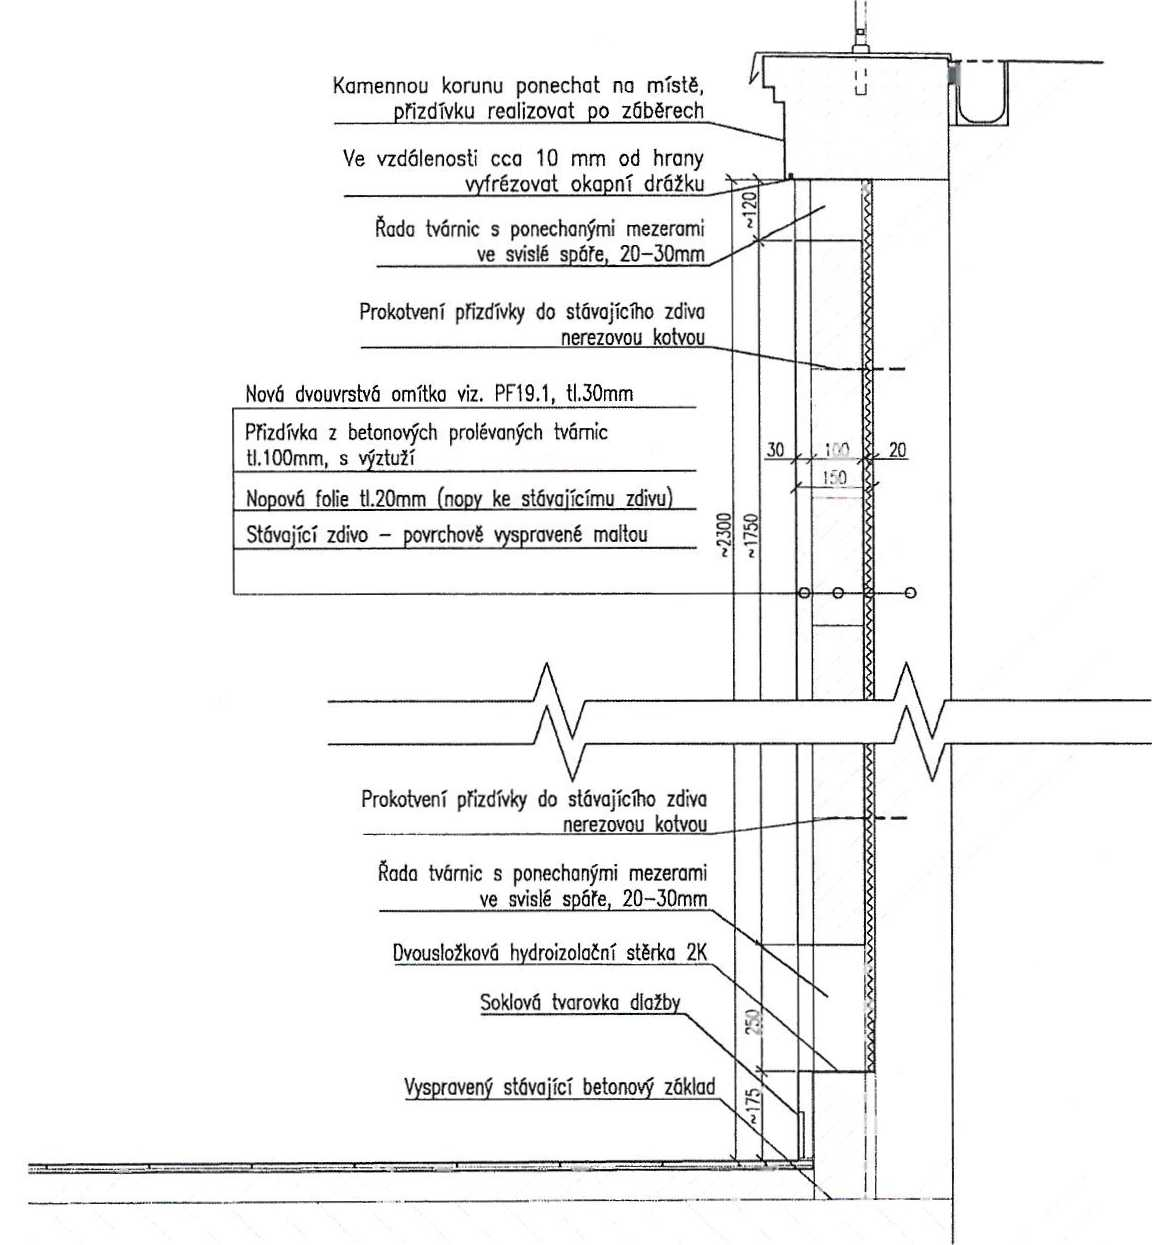 Kamennou korunu ponechat na místě,
přizdívku realizovat po záběrech
Ve vzdálenosti cca 10 mm od hrany
vyfrézovat okapní drážku
~120
Řada tvárnic s ponechanými mezerami
ve svislé spáře, 20-30mm
Prokotvení přizdívky do stávajícího zdiva
nerezovou kotvou
Nová dvouvrstvá omítka viz. PF19.1, tl.30mm
Přizdívka z betonových prolévaných tvárnic
tl.100mm, s výztuží
30 100 20
150
Nopová folie tl.20mm (nopy ke stávajícímu zdivu)
Stávající zdivo – povrchově vyspravené maltou
~2300
~1750
Prokotvení přizdívky do stávajícího zdiva
nerezovou kotvou
Řada tvárnic s ponechanými mezerami
ve svislé spáře, 20-30mm
Dvousložková hydroizolační stěrka 2K
Soklová tvarovka dlažby
250
Vyspravený stávající betonový základ
~175